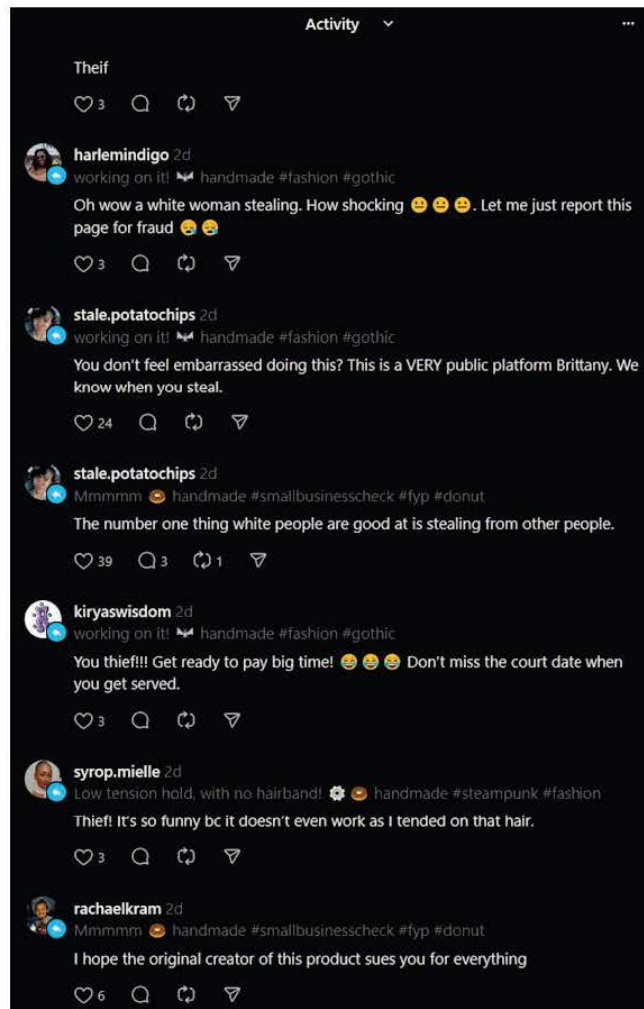 Activity
Theif
3
harlemindigo 2d
working on it! 🦇 handmade #fashion #gothic
Oh wow a white woman stealing. How shocking 😐 😐 😐. Let me just report this
page for fraud 😪 😪
3
stale.potatochips 2d
working on it! 🦇 handmade #fashion #gothic
You don't feel embarrassed doing this? This is a VERY public platform Brittany. We
know when you steal.
24
stale.potatochips 2d
Mmmmm 🍩 handmade #smallbusinesscheck #fyp #donut
The number one thing white people are good at is stealing from other people.
39 3 1
kiryaswisdom 2d
working on it! 🦇 handmade #fashion #gothic
You thief!!! Get ready to pay big time! 😂 😂 😂 Don't miss the court date when
you get served.
3
syrop.mielle 2d
Low tension hold, with no hairband! ⚙️ 🍩 handmade #steampunk #fashion
Thief! It's so funny bc it doesn't even work as I tended on that hair.
3
rachaelkram 2d
Mmmmm 🍩 handmade #smallbusinesscheck #fyp #donut
I hope the original creator of this product sues you for everything
6